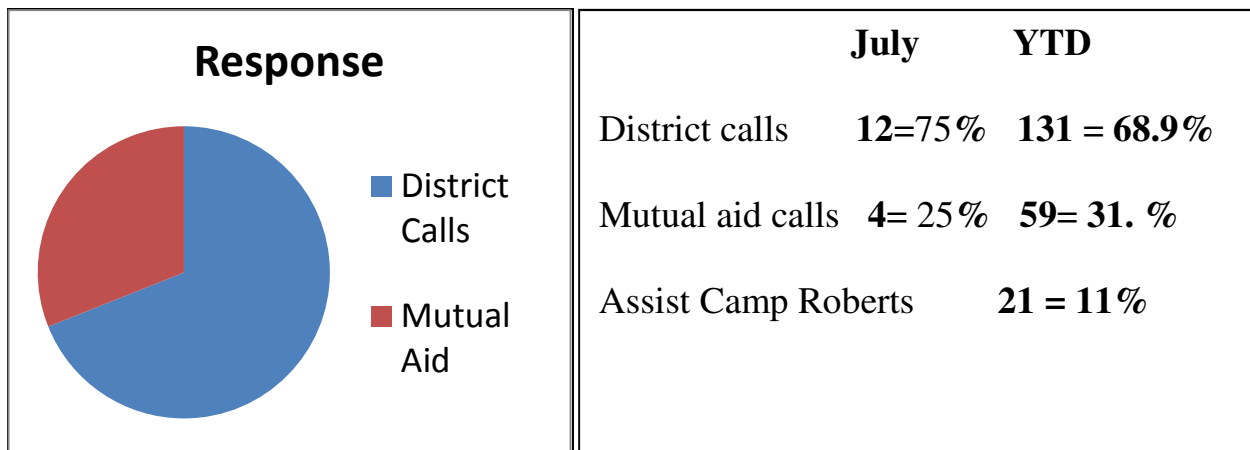 Response
District
Calls
Mutual
Aid
July YTD
District calls 12=75% 131 = 68.9%
Mutual aid calls 4= 25% 59= 31. %
Assist Camp Roberts 21 = 11%